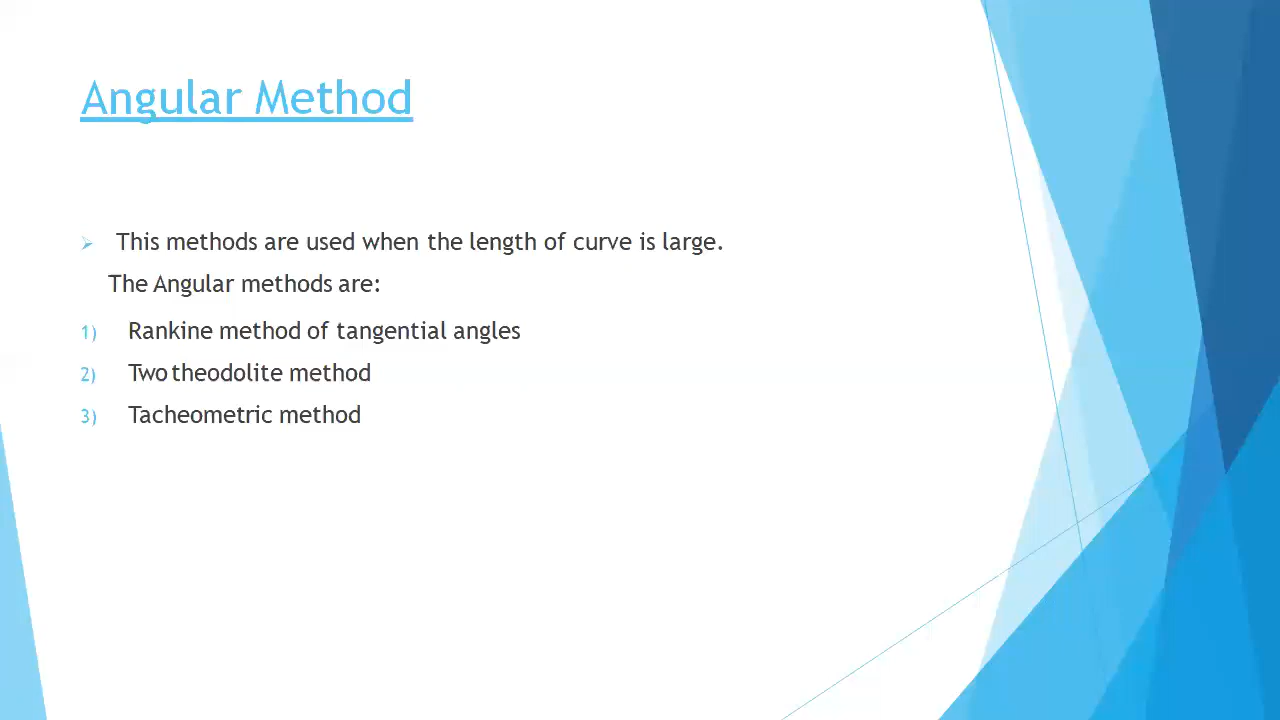 Angular Method
This methods are used when the length of curve is large.
The Angular methods are:
1) Rankine method of tangential angles
2) Two theodolite method
3) Tacheometric method